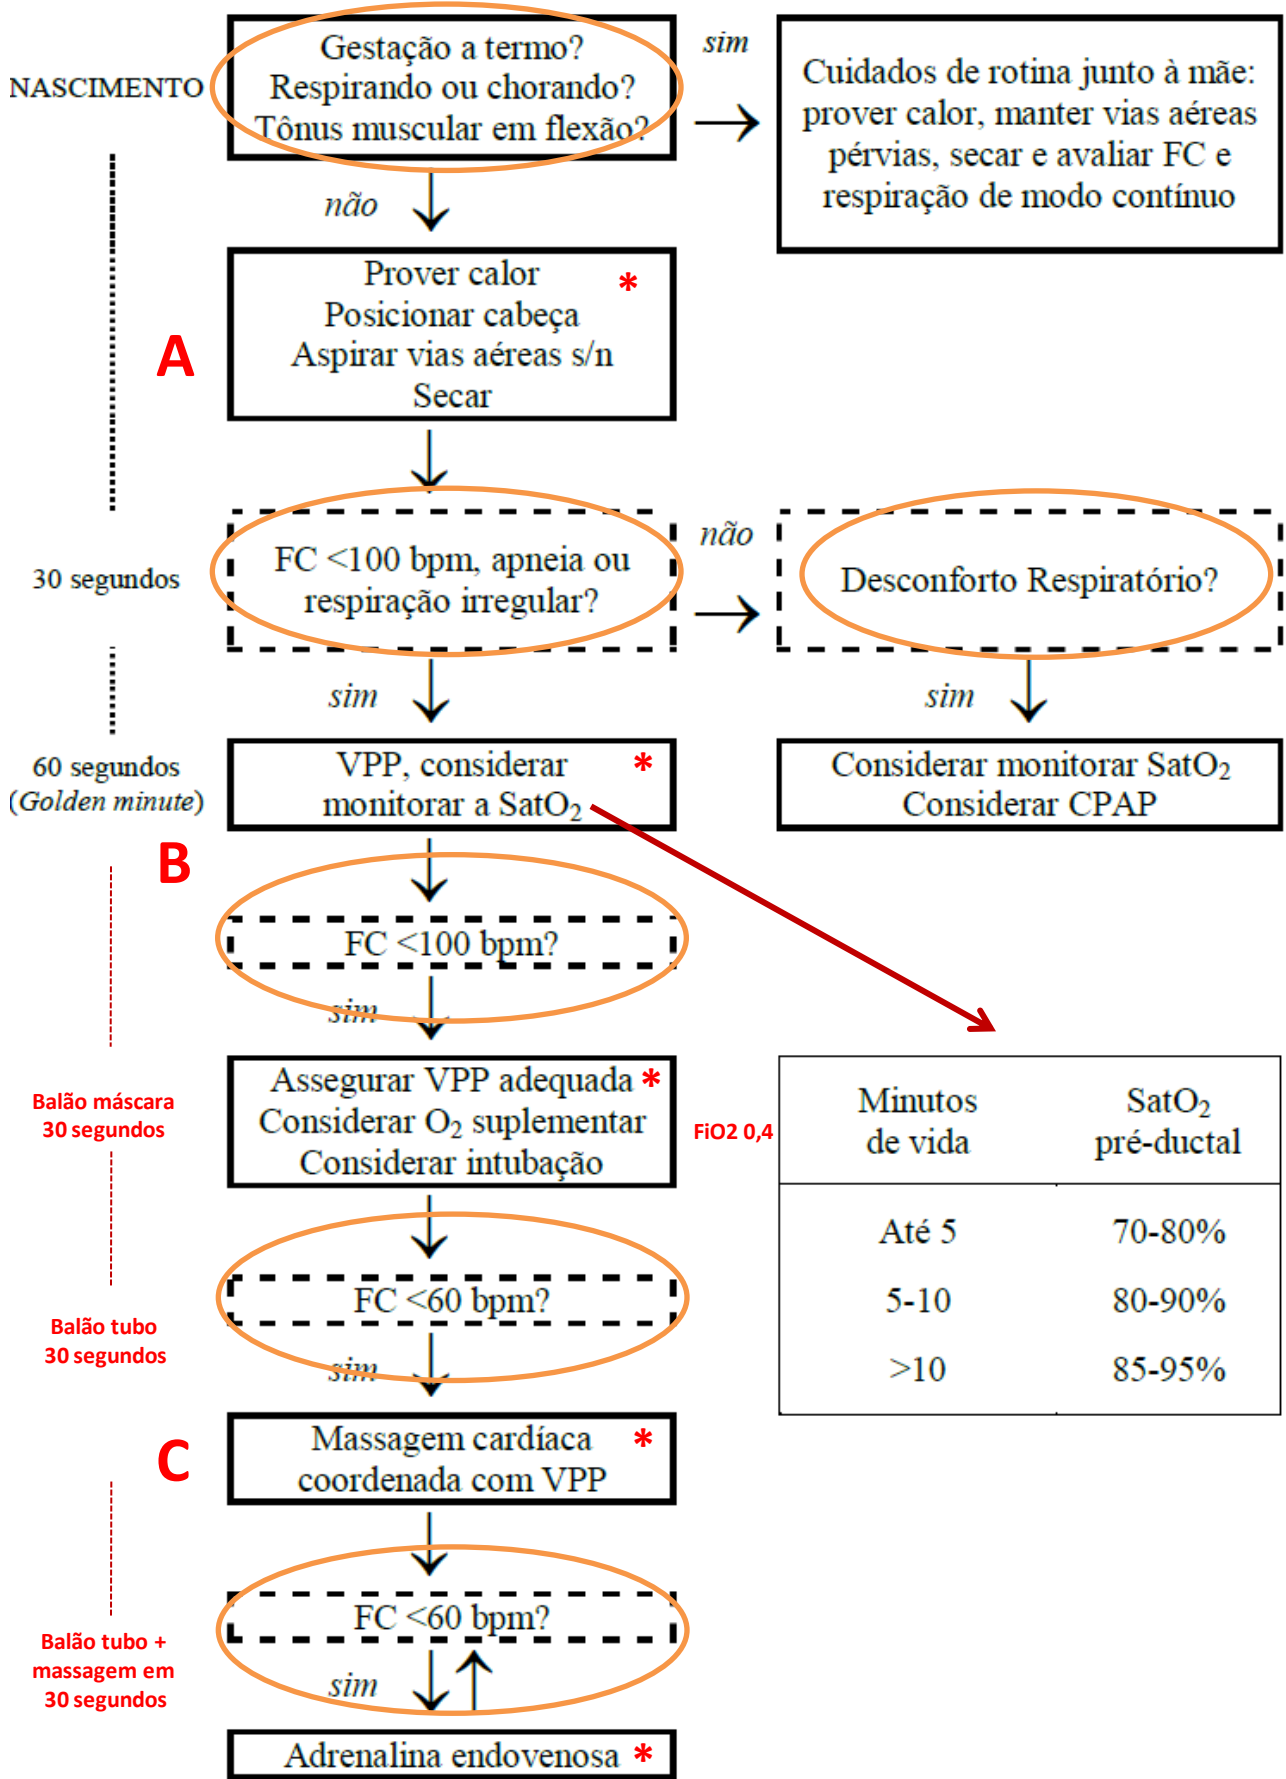 NASCIMENTO
Gestação a termo?
Respirando ou chorando?
Tônus muscular em flexão?
sim
Cuidados de rotina junto à mãe:
prover calor, manter vias aéreas
pérvias, secar e avaliar FC e
respiração de modo contínuo
não
A
Prover calor *
Posicionar cabeça
Aspirar vias aéreas s/n
Secar
30 segundos
FC <100 bpm, apneia ou
respiração irregular?
não
Desconforto Respiratório?
sim
sim
60 segundos
(Golden minute)
VPP, considerar *
monitorar a SatO₂
Considerar monitorar SatO₂
Considerar CPAP
B
FC <100 bpm?
sim
Balão máscara
30 segundos
Assegurar VPP adequada *
Considerar O₂ suplementar
Considerar intubação
FiO2 0,4
Minutos
de vida
SatO₂
pré-ductal
Até 5 70-80%
5-10 80-90%
>10 85-95%
FC <60 bpm?
Balão tubo
30 segundos
sim
C
Massagem cardíaca *
coordenada com VPP
FC <60 bpm?
Balão tubo +
massagem em
30 segundos
sim
Adrenalina endovenosa *